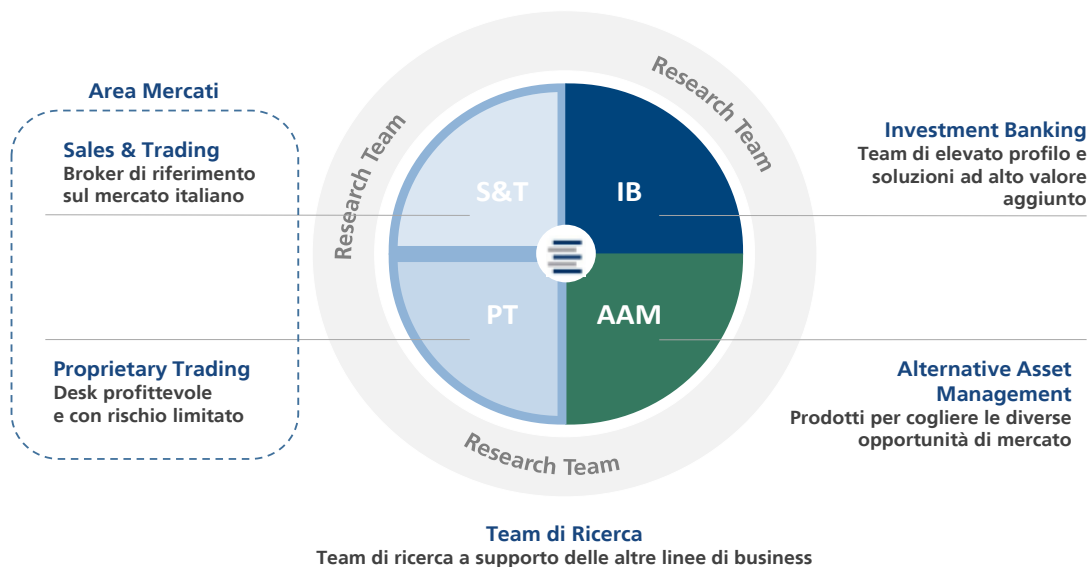 Area Mercati
Sales & Trading
Broker di riferimento
sul mercato italiano
Proprietary Trading
Desk profittevole
e con rischio limitato
Research Team
Research Team
Research Team
S&T
IB
PT
AAM
Investment Banking
Team di elevato profilo e
soluzioni ad alto valore
aggiunto
Alternative Asset
Management
Prodotti per cogliere le diverse
opportunità di mercato
Team di Ricerca
Team di ricerca a supporto delle altre linee di business